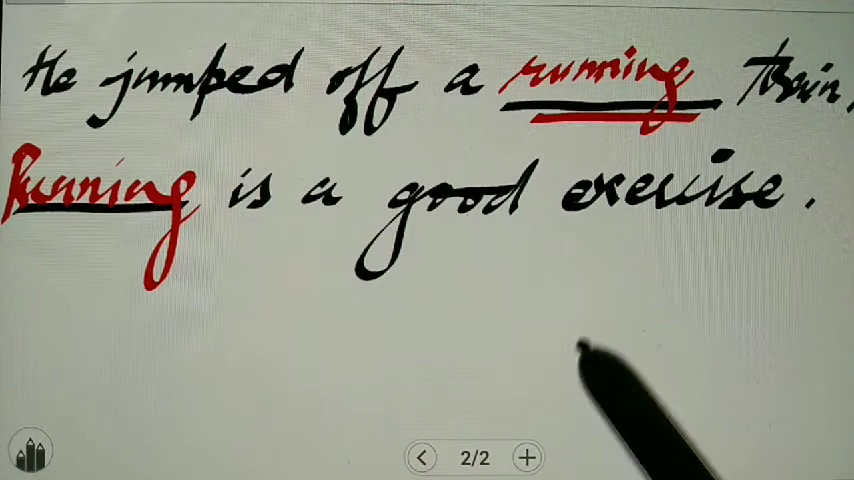 He jumped off a running train,
Running is a good exercise.
2/2